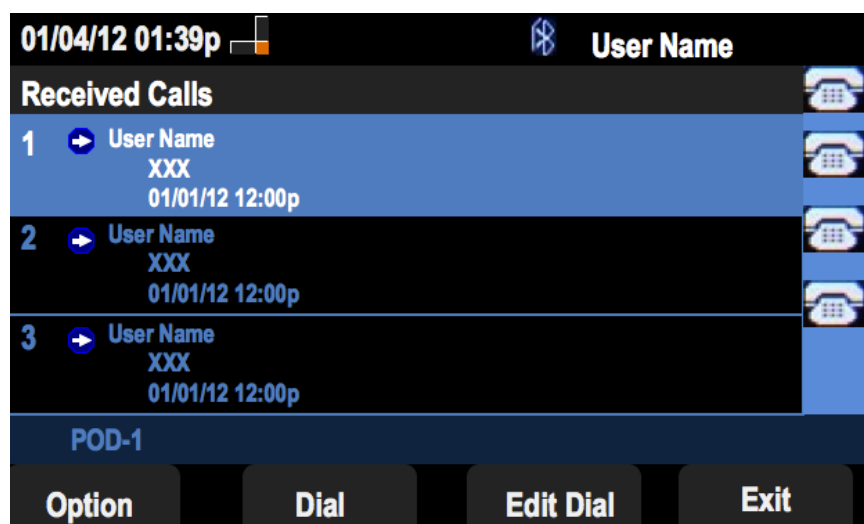 01/04/12 01:39p User Name
Received Calls
1 User Name
XXX
01/01/12 12:00p
2 User Name
XXX
01/01/12 12:00p
3 User Name
XXX
01/01/12 12:00p
POD-1
Option Dial Edit Dial Exit